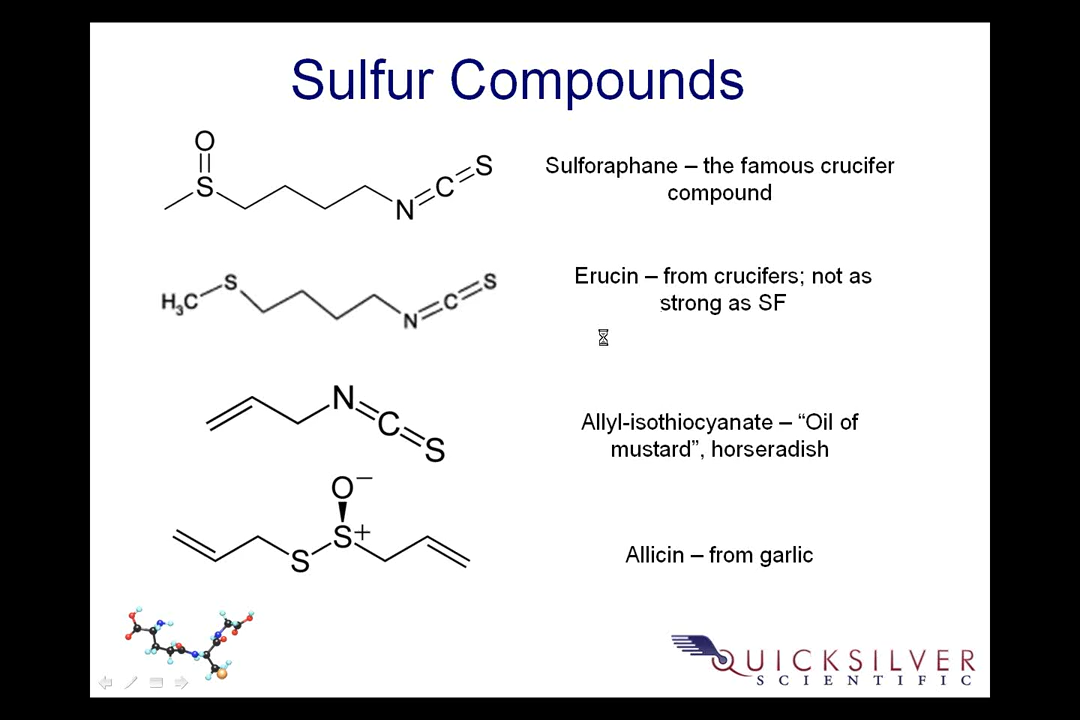 Sulfur Compounds
O
S
N
C
S
Sulforaphane – the famous crucifer
compound
H3C
S
N
C
S
Erucin – from crucifers; not as
strong as SF
N
C
S
Allyl-isothiocyanate – “Oil of
mustard”, horseradish
O−
S
S+
Allicin – from garlic
QUICKSILVER
SCIENTIFIC